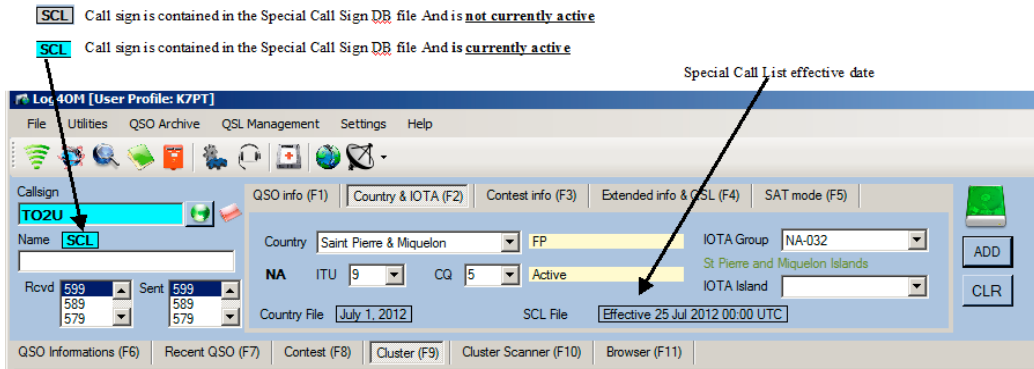 SCL Call sign is contained in the Special Call Sign DB file And is not currently active
SCL Call sign is contained in the Special Call Sign DB file And is currently active
Special Call List effective date
Log4OM [User Profile: K7PT]
File Utilities QSO Archive QSL Management Settings Help
Callsign
TO2U
Name SCL
Rcvd 599 589 579 Sent 599 589 579
QSO info (F1) Country & IOTA (F2) Contest info (F3) Extended info & QSL (F4) SAT mode (F5)
Country Saint Pierre & Miquelon FP IOTA Group NA-032
St Pierre and Miquelon Islands
NA ITU 9 CQ 5 Active IOTA Island
Country File July 1, 2012 SCL File Effective 25 Jul 2012 00:00 UTC
ADD
CLR
QSO Informations (F6) Recent QSO (F7) Contest (F8) Cluster (F9) Cluster Scanner (F10) Browser (F11)